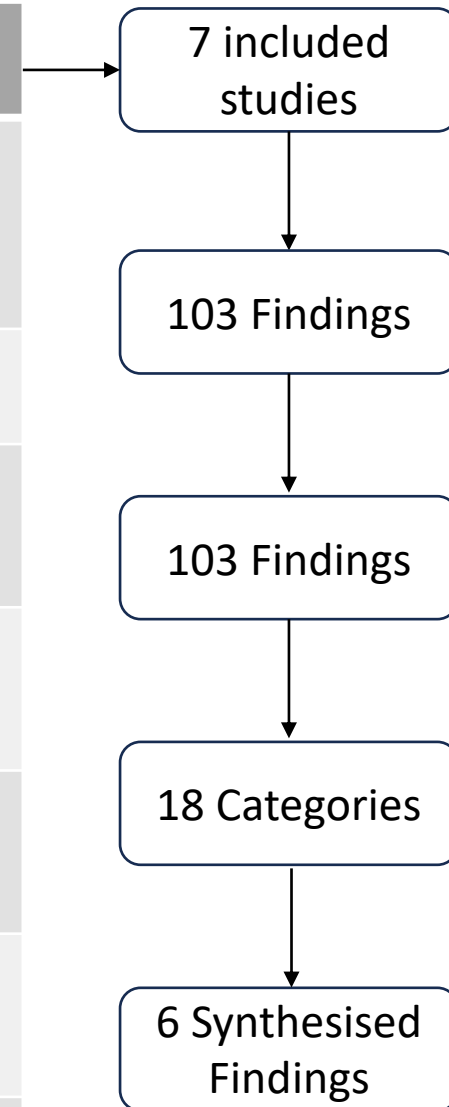 7 included
studies
103 Findings
103 Findings
18 Categories
6 Synthesised
Findings